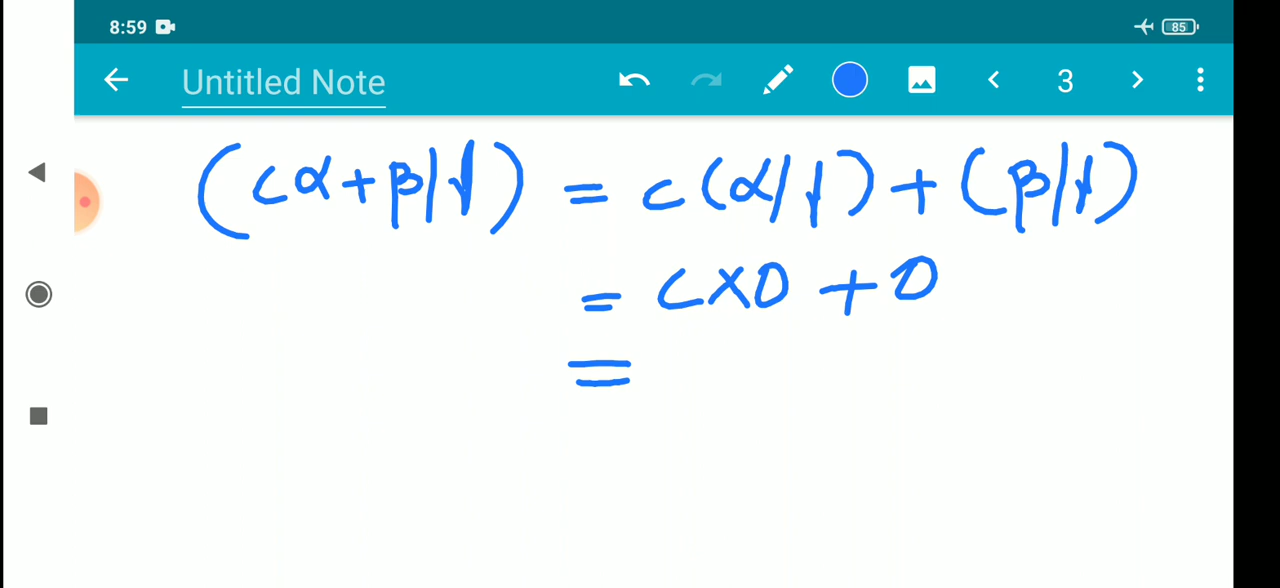 8:59 85
Untitled Note 3
(cα+β|γ) = c(α|γ)+(β|γ)
= c×0 + 0
=